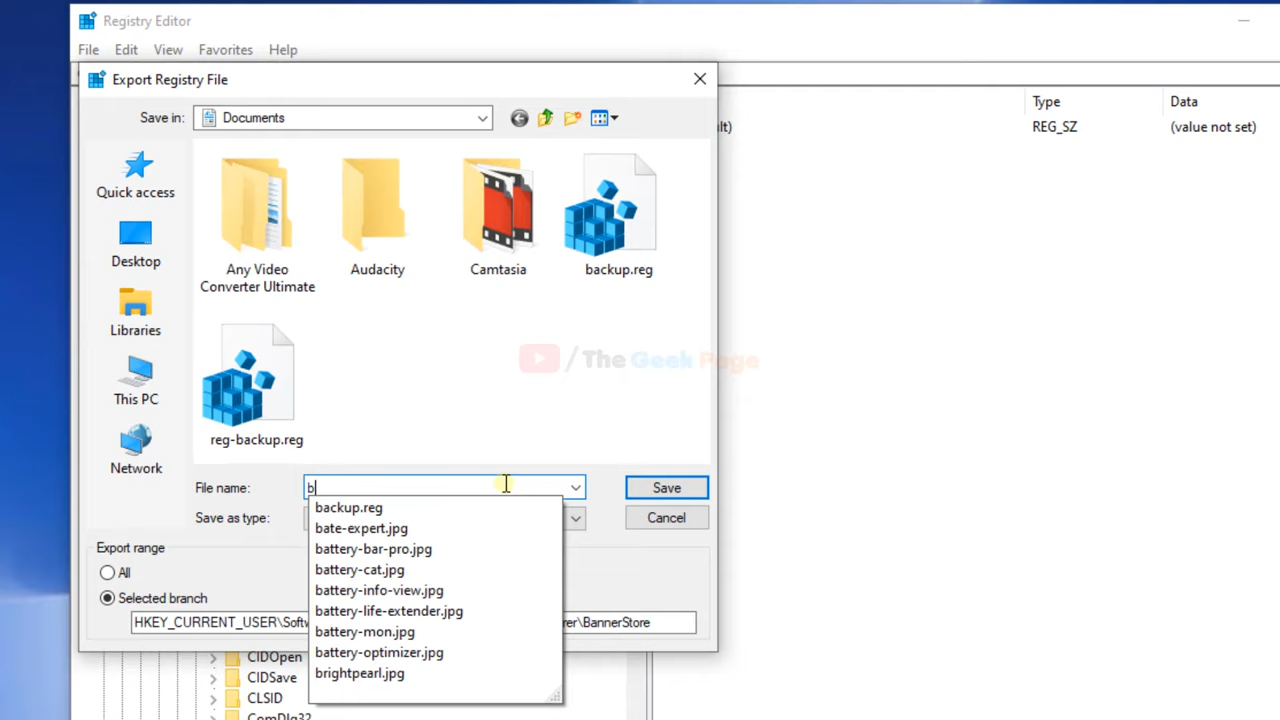 Registry Editor
File Edit View Favorites Help
Export Registry File
Save in: Documents
Type Data
lt) REG_SZ (value not set)
Quick access
Desktop
Libraries
This PC
Network
Any Video
Converter Ultimate
Audacity
Camtasia
backup.reg
reg-backup.reg
/ The Geek Page
File name: b Save
Save as type: Cancel
backup.reg
bate-expert.jpg
battery-bar-pro.jpg
battery-cat.jpg
battery-info-view.jpg
battery-life-extender.jpg
battery-mon.jpg
battery-optimizer.jpg
brightpearl.jpg
Export range
All
Selected branch
HKEY_CURRENT_USER\Softw rer\BannerStore
CIDOpen
CIDSave
CLSID
ComDlg32